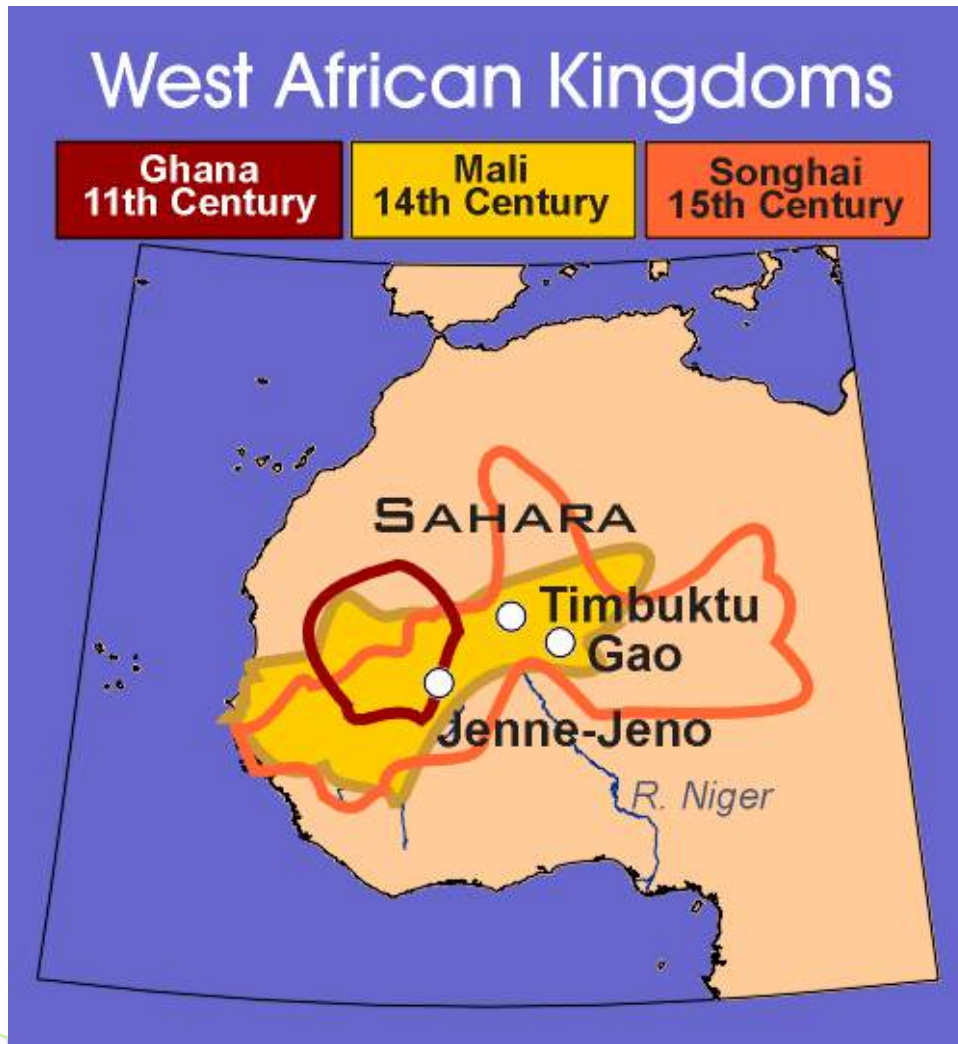 West African Kingdoms
Ghana
11th Century
Mali
14th Century
Songhai
15th Century
SAHARA
Timbuktu
Gao
Jenne-Jeno
R. Niger